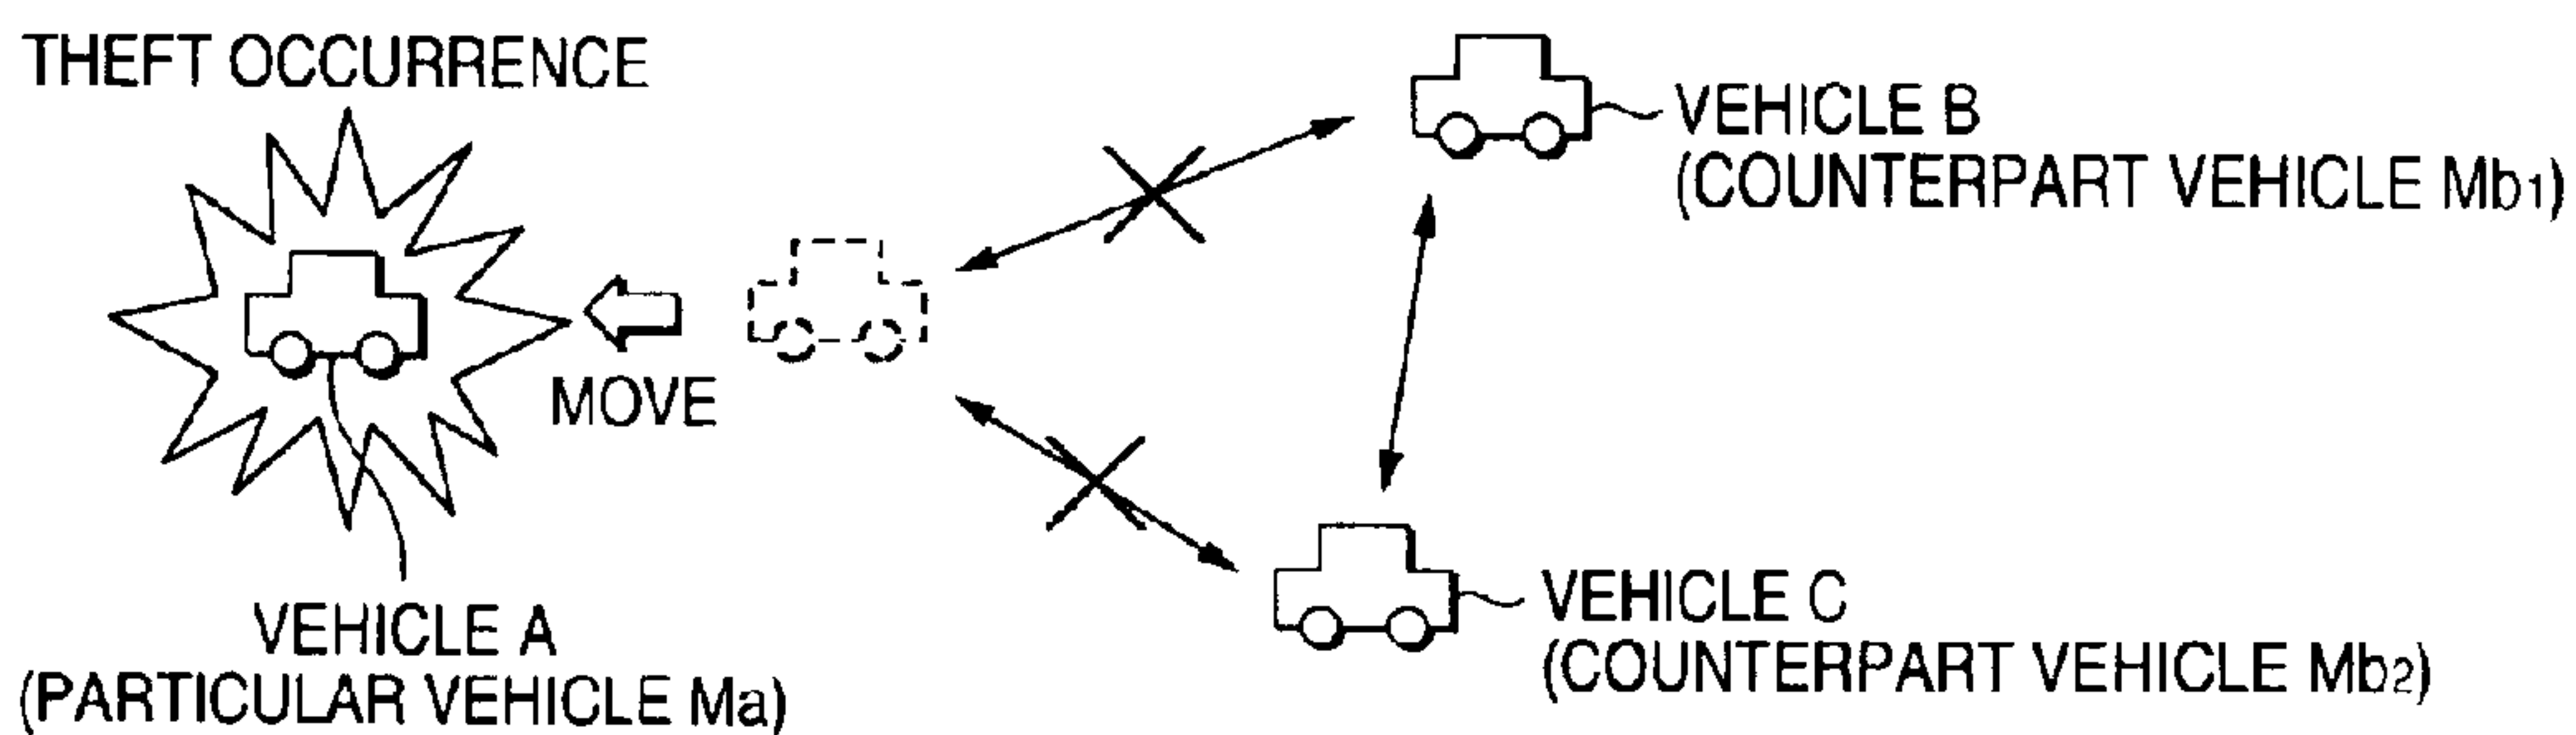 THEFT OCCURRENCE
VEHICLE B
(COUNTERPART VEHICLE Mb1)
MOVE
VEHICLE A
(PARTICULAR VEHICLE Ma)
VEHICLE C
(COUNTERPART VEHICLE Mb2)